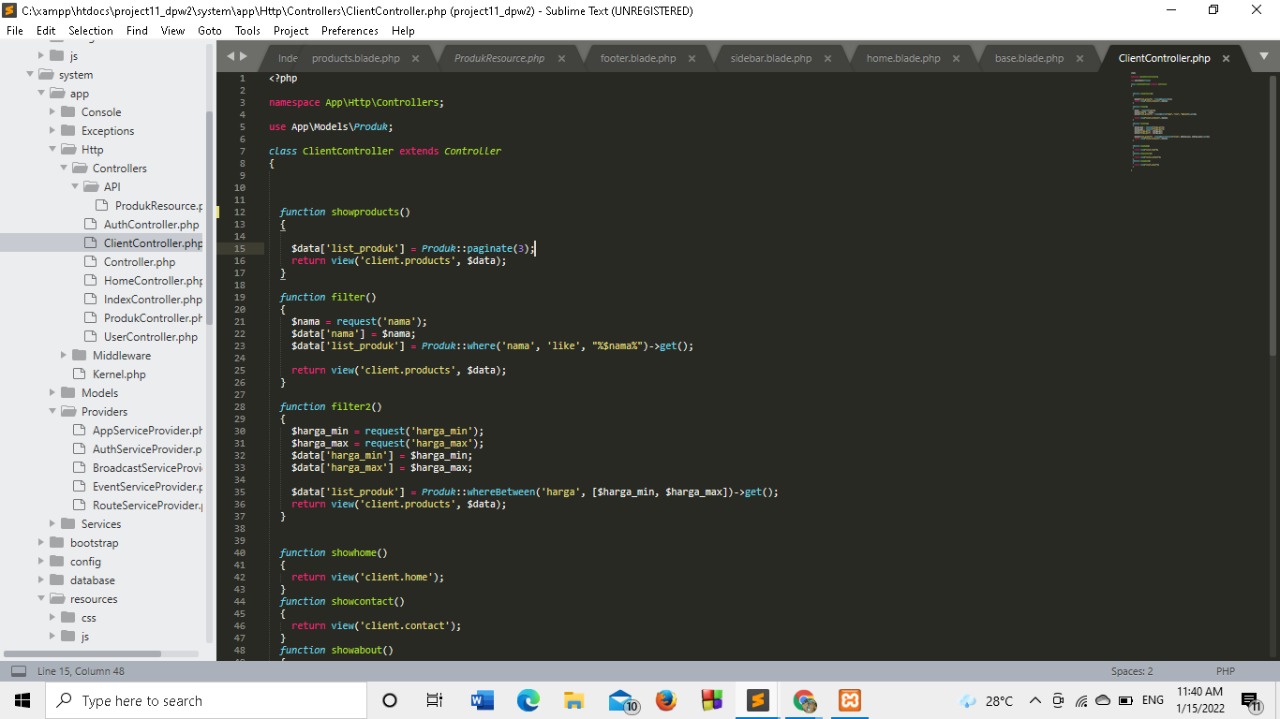 C:\xampp\htdocs\project11_dpw2\system\app\Http\Controllers\ClientController.php (project11_dpw2) - Sublime Text (UNREGISTERED)
File Edit Selection Find View Goto Tools Project Preferences Help
js
system
app
Console
Exceptions
Http
Controllers
API
ProdukResource.p
AuthController.php
ClientController.php
Controller.php
HomeController.php
IndexController.php
ProdukController.ph
UserController.php
Middleware
Kernel.php
Models
Providers
AppServiceProvider.ph
AuthServiceProvider.p
BroadcastServiceProvi
EventServiceProvider.p
RouteServiceProvider.
Services
bootstrap
config
database
resources
css
js
Inde products.blade.php ProdukResource.php footer.blade.php sidebar.blade.php home.blade.php base.blade.php ClientController.php
1 <?php
2
3 namespace App\Http\Controllers;
4
5 use App\Models\Produk;
6
7 class ClientController extends Controller
8 {
9
10
11
12 function showproducts()
13 {
14
15 $data['list_produk'] = Produk::paginate(3);
16 return view('client.products', $data);
17 }
18
19 function filter()
20 {
21 $nama = request('nama');
22 $data['nama'] = $nama;
23 $data['list_produk'] = Produk::where('nama', 'like', "%$nama%")->get();
24
25 return view('client.products', $data);
26 }
27
28 function filter2()
29 {
30 $harga_min = request('harga_min');
31 $harga_max = request('harga_max');
32 $data['harga_min'] = $harga_min;
33 $data['harga_max'] = $harga_max;
34
35 $data['list_produk'] = Produk::whereBetween('harga', [$harga_min, $harga_max])->get();
36 return view('client.products', $data);
37 }
38
39
40 function showhome()
41 {
42 return view('client.home');
43 }
44 function showcontact()
45 {
46 return view('client.contact');
47 }
48 function showabout()
Line 15, Column 48 Spaces: 2 PHP
Type here to search 10 28°C ENG 11:40 AM 1/15/2022 11